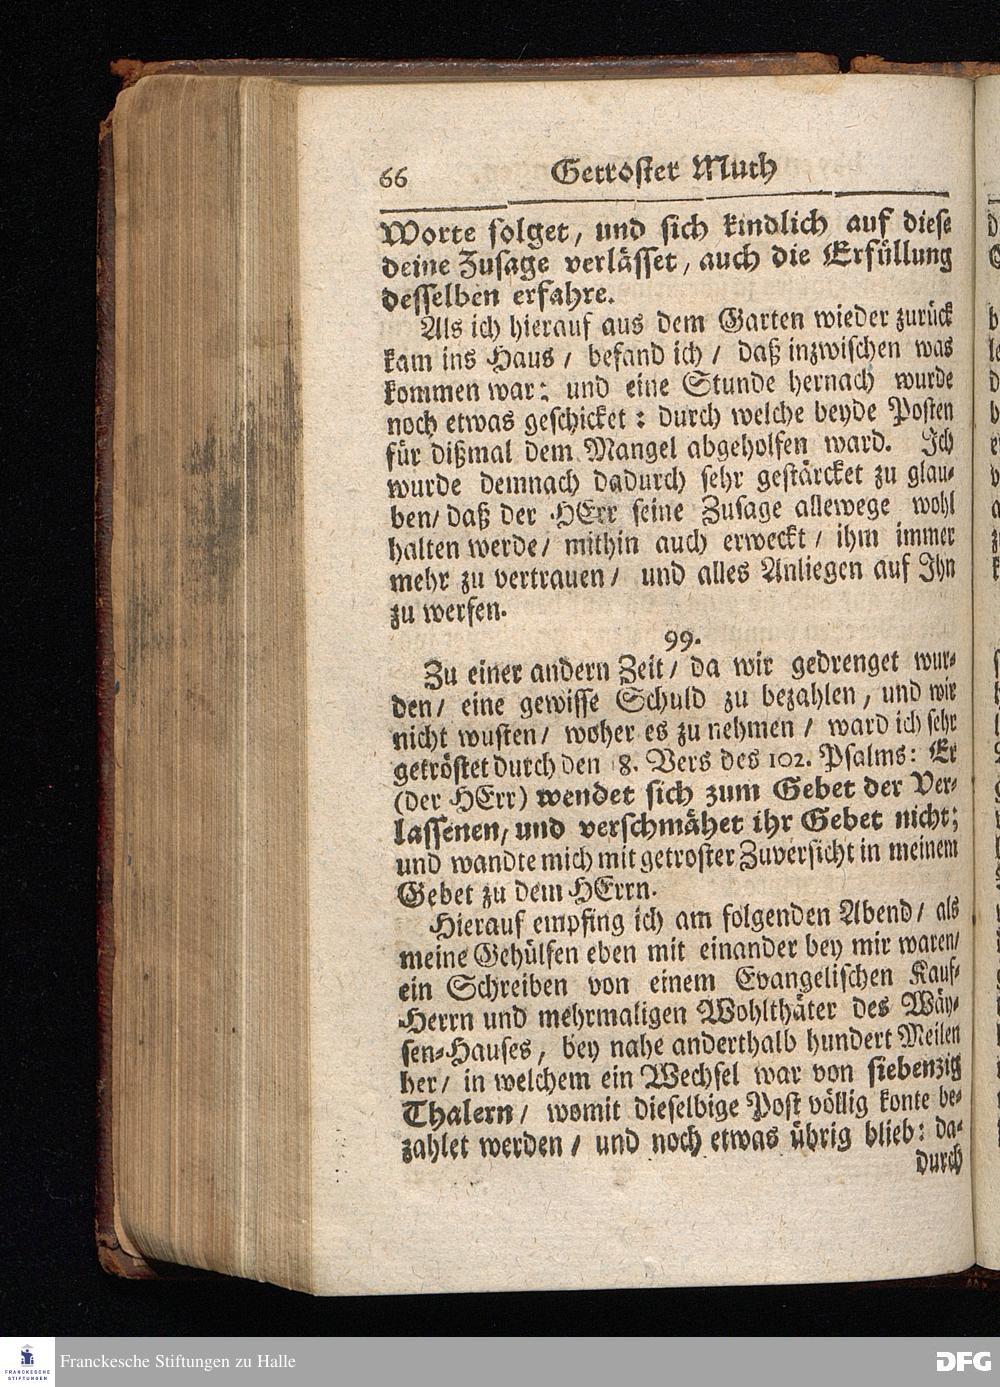 66 Getroster Muth
Worte folget, und sich kindlich auf diese
deine Zusage verlässet, auch die Erfüllung
desselben erfahre.
Als ich hierauf aus dem Garten wieder zurück
kam ins Haus / befand ich / daß inzwischen was
kommen war: und eine Stunde hernach wurde
noch etwas geschicket: durch welche beyde Posten
für dißmal dem Mangel abgeholfen ward. Ich
wurde demnach dadurch sehr gestärcket zu glau-
ben/ daß der HErr seine Zusage allewege wohl
halten werde/ mithin auch erweckt / ihm immer
mehr zu vertrauen/ und alles Anliegen auf Ihn
zu werfen.
99.
Zu einer andern Zeit/ da wir gedrenget wur-
den/ eine gewisse Schuld zu bezahlen, und wir
nicht wusten/ woher es zu nehmen / ward ich sehr
getröstet durch den 8. Vers des 102. Psalms: Er
(der HErr) wendet sich zum Gebet der Ver-
lassenen, und verschmähet ihr Gebet nicht;
und wandte mich mit getroster Zuversicht in meinem
Gebet zu dem HErrn.
Hierauf empfing ich am folgenden Abend/ als
meine Gehülfen eben mit einander bey mir waren/
ein Schreiben von einem Evangelischen Kauf-
Herrn und mehrmaligen Wohlthäter des Wäy-
sen-Hauses, bey nahe anderthalb hundert Meilen
her/ in welchem ein Wechsel war von siebenzig
Thalern/ womit dieselbige Post völlig konte be-
zahlet werden / und noch etwas übrig blieb: da-
durch
FRANCKESCHE
STIFTUNGEN
Franckesche Stiftungen zu Halle
DFG